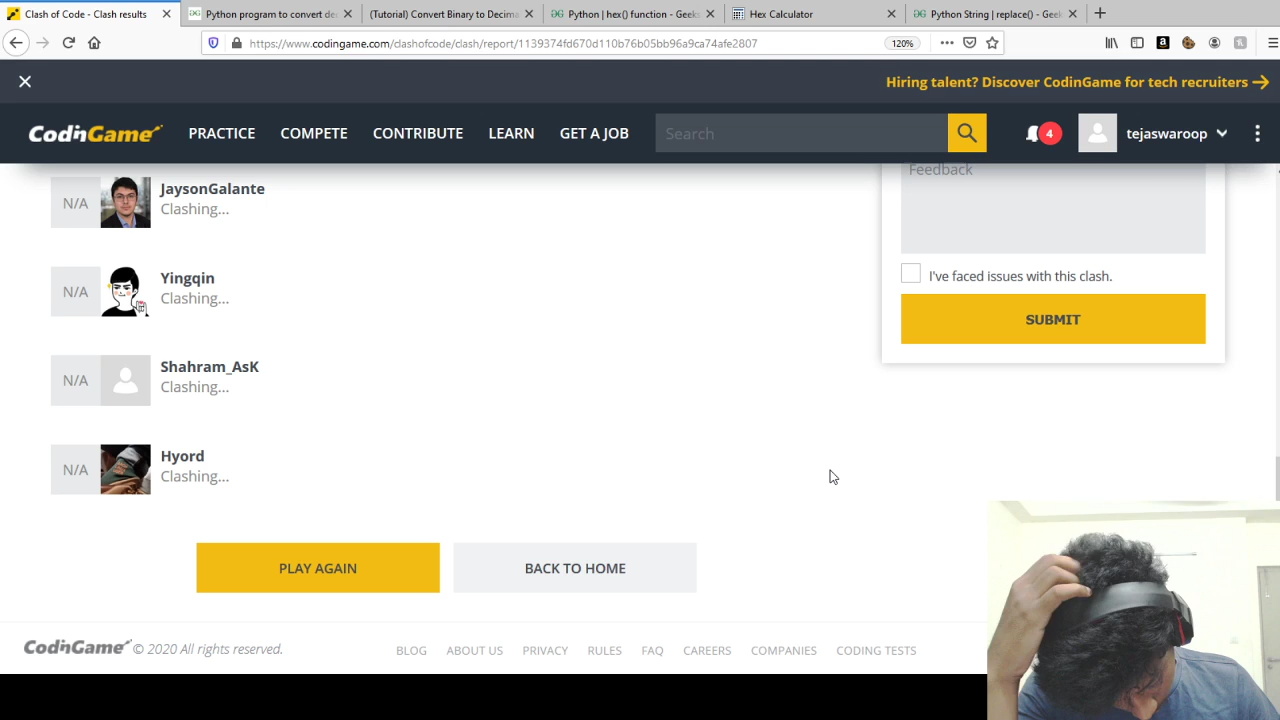 Clash of Code - Clash results
Python program to convert de
(Tutorial) Convert Binary to Decima
Python | hex() function - Geeks
Hex Calculator
Python String | replace() - Geek
https://www.codingame.com/clashofcode/clash/report/1139374fd670d110b76b05bb96a9ca74afe2807
120%
Hiring talent? Discover CodinGame for tech recruiters
CodinGame
PRACTICE
COMPETE
CONTRIBUTE
LEARN
GET A JOB
Search
4
tejaswaroop
N/A
JaysonGalante
Clashing...
N/A
Yingqin
Clashing...
N/A
Shahram_AsK
Clashing...
N/A
Hyord
Clashing...
Feedback
I've faced issues with this clash.
SUBMIT
PLAY AGAIN
BACK TO HOME
CodinGame © 2020 All rights reserved.
BLOG
ABOUT US
PRIVACY
RULES
FAQ
CAREERS
COMPANIES
CODING TESTS